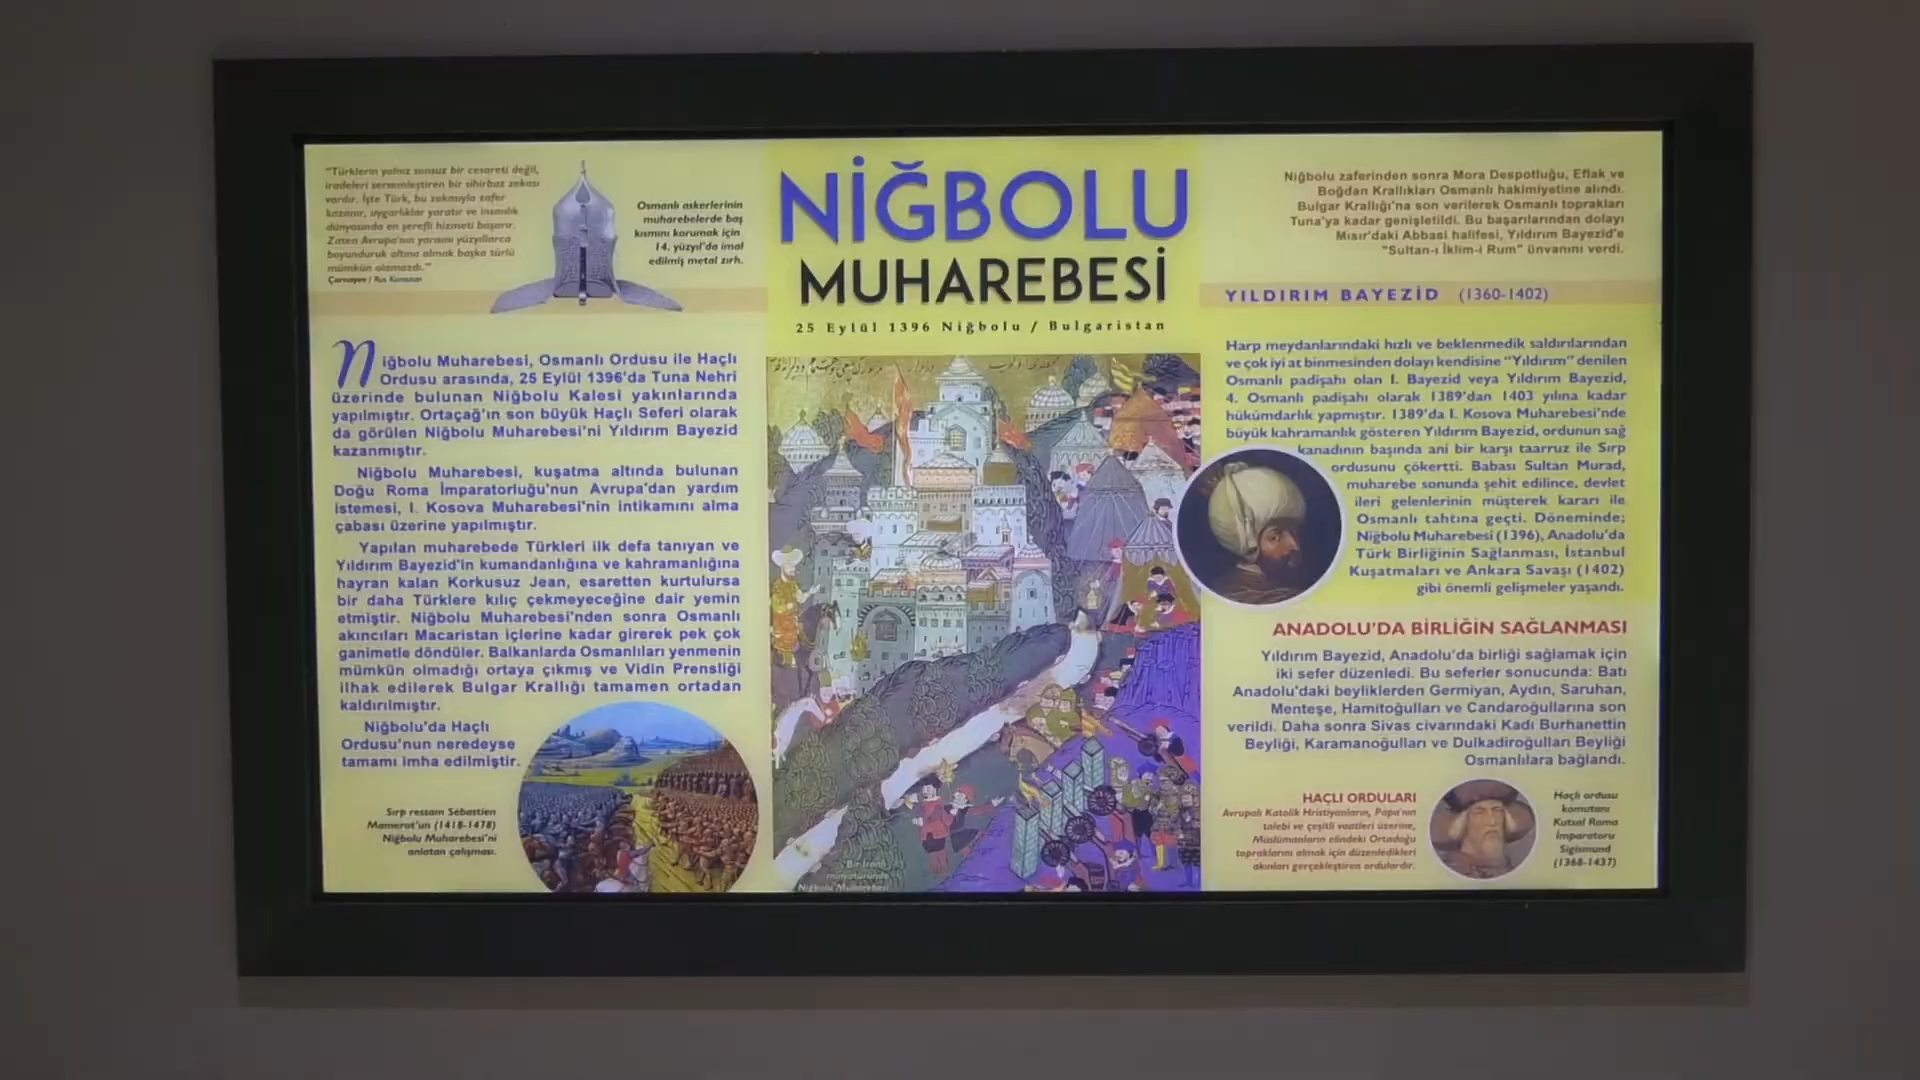 "Türklerin yalnız sonsuz bir cesareti değil,
iradeleri sersemleştiren bir sihirbaz zekası
vardır. İşte Türk, bu zekasıyla zafer
kazanır, uygarlıklar yaratır ve insanlık
dünyasında en şerefli hizmeti başarır.
Zaten Avrupa'nın yarısını yüzyıllarca
boyunduruk altına almak başka türlü
mümkün olamazdı."
Çarnayev / Rus Komutan
Osmanlı askerlerinin
muharebelerde baş
kısmını korumak için
14. yüzyıl'da imal
edilmiş metal zırh.
Niğbolu Muharebesi, Osmanlı Ordusu ile Haçlı
Ordusu arasında, 25 Eylül 1396'da Tuna Nehri
üzerinde bulunan Niğbolu Kalesi yakınlarında
yapılmıştır. Ortaçağ'ın son büyük Haçlı Seferi olarak
da görülen Niğbolu Muharebesi'ni Yıldırım Bayezid
kazanmıştır.
Niğbolu Muharebesi, kuşatma altında bulunan
Doğu Roma İmparatorluğu'nun Avrupa'dan yardım
istemesi, I. Kosova Muharebesi'nin intikamını alma
çabası üzerine yapılmıştır.
Yapılan muharebede Türkleri ilk defa tanıyan ve
Yıldırım Bayezid'in kumandanlığına ve kahramanlığına
hayran kalan Korkusuz Jean, esaretten kurtulursa
bir daha Türklere kılıç çekmeyeceğine dair yemin
etmiştir. Niğbolu Muharebesi'nden sonra Osmanlı
akıncıları Macaristan içlerine kadar girerek pek çok
ganimetle döndüler. Balkanlarda Osmanlıları yenmenin
mümkün olmadığı ortaya çıkmış ve Vidin Prensliği
ilhak edilerek Bulgar Krallığı tamamen ortadan
kaldırılmıştır.
Niğbolu'da Haçlı
Ordusu'nun neredeyse
tamamı imha edilmiştir.
Sırp ressam Sébastien
Mamerot'un (1418-1478)
Niğbolu Muharebesi'ni
anlatan çalışması.
NİĞBOLU
MUHAREBESİ
25 Eylül 1396 Niğbolu / Bulgaristan
Bir İranlı
minyatüründe
Niğbolu Muharebesi
Niğbolu zaferinden sonra Mora Despotluğu, Eflak ve
Boğdan Krallıkları Osmanlı hakimiyetine alındı.
Bulgar Krallığı'na son verilerek Osmanlı toprakları
Tuna'ya kadar genişletildi. Bu başarılarından dolayı
Mısır'daki Abbasi halifesi, Yıldırım Bayezid'e
"Sultan-ı İklim-i Rum" ünvanını verdi.
YILDIRIM BAYEZİD (1360-1402)
Harp meydanlarındaki hızlı ve beklenmedik saldırılarından
ve çok iyi at binmesinden dolayı kendisine "Yıldırım" denilen
Osmanlı padişahı olan I. Bayezid veya Yıldırım Bayezid,
4. Osmanlı padişahı olarak 1389'dan 1403 yılına kadar
hükümdarlık yapmıştır. 1389'da I. Kosova Muharebesi'nde
büyük kahramanlık gösteren Yıldırım Bayezid, ordunun sağ
kanadının başında ani bir karşı taarruz ile Sırp
ordusunu çökertti. Babası Sultan Murad,
muharebe sonunda şehit edilince, devlet
ileri gelenlerinin müşterek kararı ile
Osmanlı tahtına geçti. Döneminde;
Niğbolu Muharebesi (1396), Anadolu'da
Türk Birliğinin Sağlanması, İstanbul
Kuşatmaları ve Ankara Savaşı (1402)
gibi önemli gelişmeler yaşandı.
ANADOLU'DA BİRLİĞİN SAĞLANMASI
Yıldırım Bayezid, Anadolu'da birliği sağlamak için
iki sefer düzenledi. Bu seferler sonucunda: Batı
Anadolu'daki beyliklerden Germiyan, Aydın, Saruhan,
Menteşe, Hamitoğulları ve Candaroğullarına son
verildi. Daha sonra Sivas civarındaki Kadı Burhanettin
Beyliği, Karamanoğulları ve Dulkadiroğulları Beyliği
Osmanlılara bağlandı.
HAÇLI ORDULARI
Avrupalı Katolik Hristiyanların, Papa'nın
talebi ve çeşitli vaatleri üzerine,
Müslümanların elindeki Ortadoğu
topraklarını almak için düzenledikleri
akınları gerçekleştiren ordulardır.
Haçlı ordusu
komutanı
Kutsal Roma
İmparatoru
Sigismund
(1368-1437)